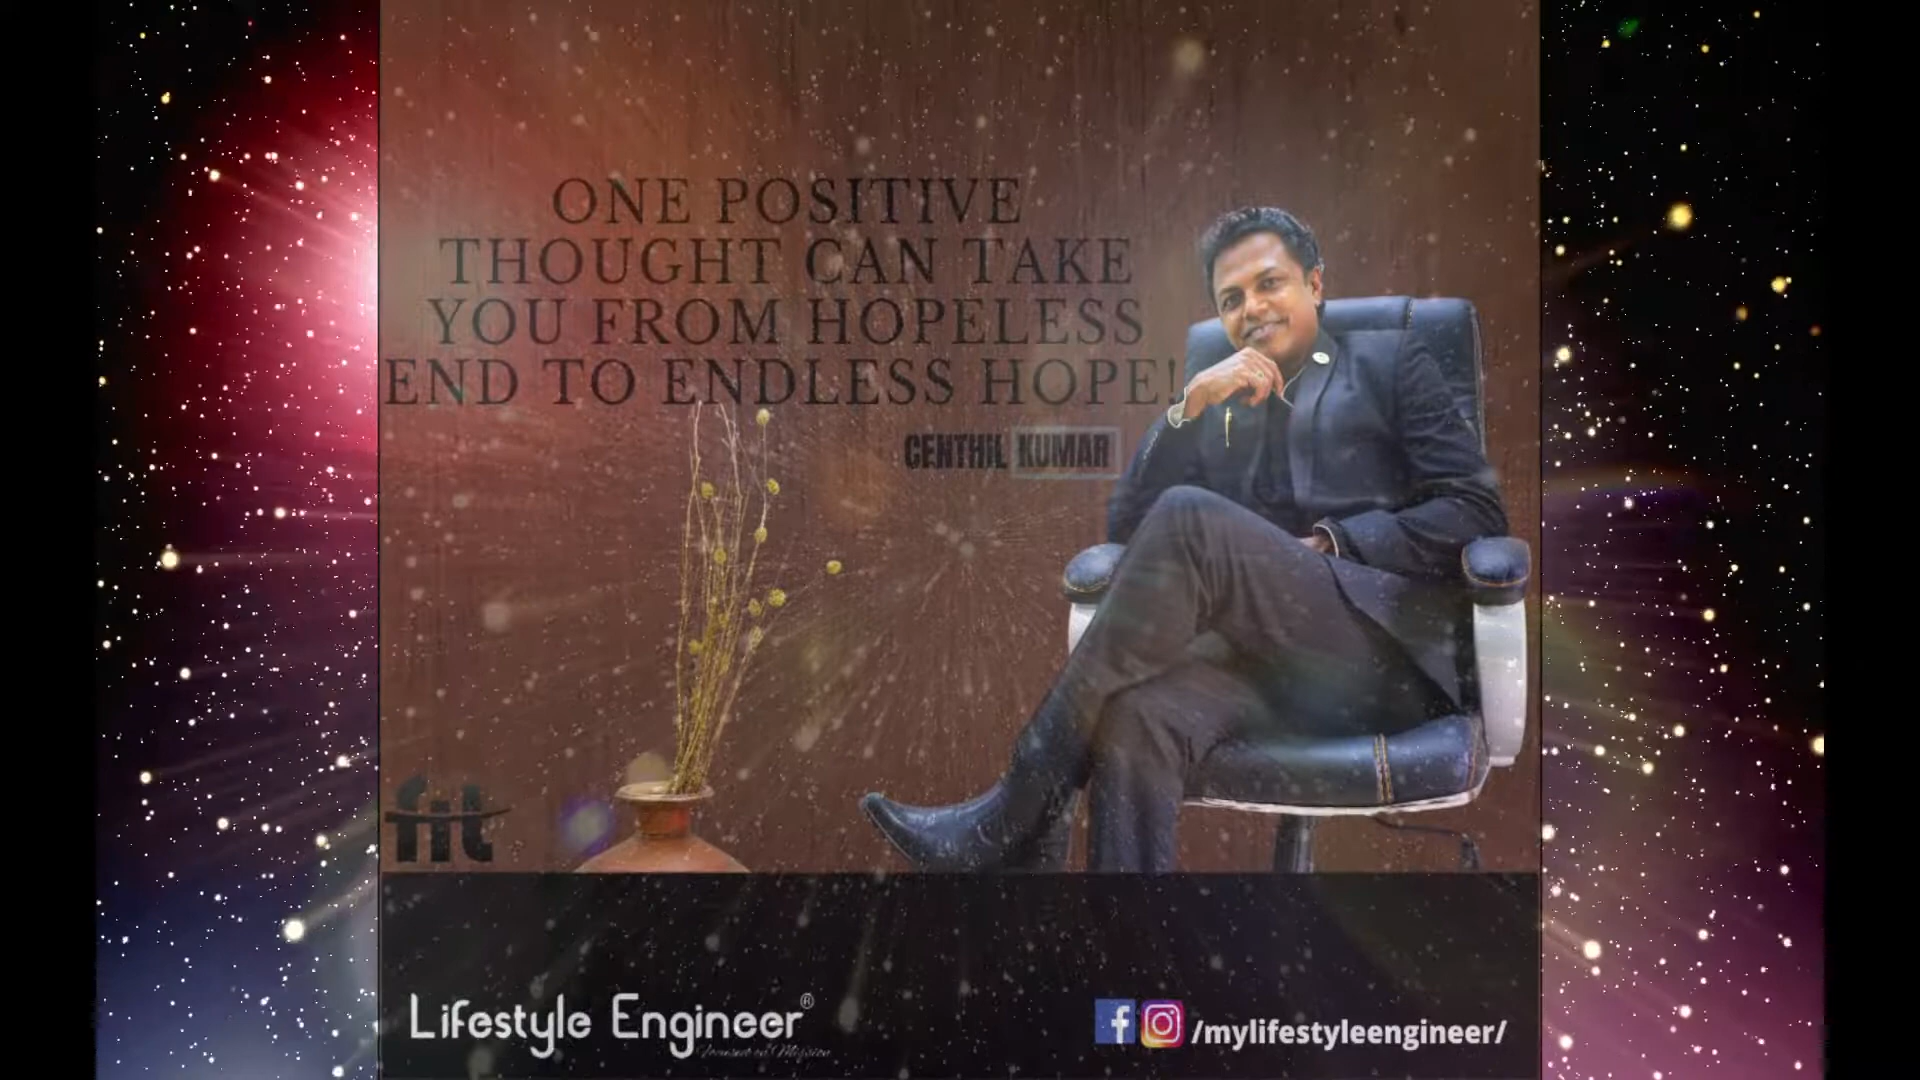 ONE POSITIVE
THOUGHT CAN TAKE
YOU FROM HOPELESS
END TO ENDLESS HOPE!
CENTHIL KUMAR
fit
Lifestyle Engineer®
/mylifestyleengineer/